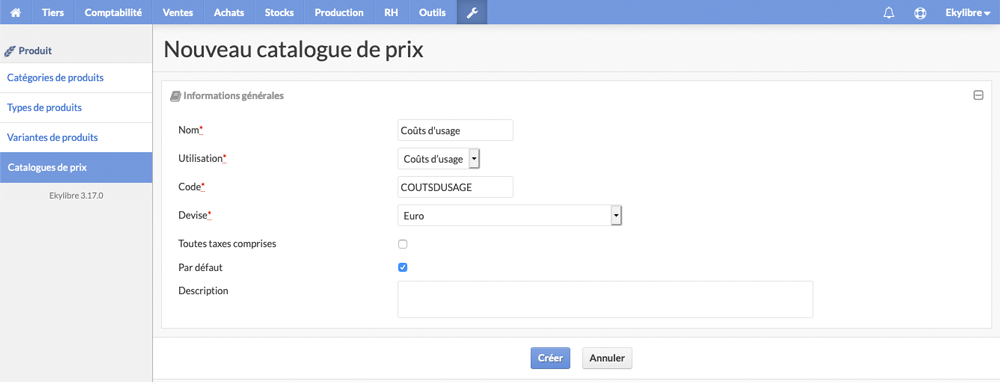 Tiers Comptabilité Ventes Achats Stocks Production RH Outils Ekylibre
Produit
Catégories de produits
Types de produits
Variantes de produits
Catalogues de prix
Ekylibre 3.17.0
Nouveau catalogue de prix
Informations générales
Nom* Coûts d'usage
Utilisation* Coûts d'usage
Code* COUTSDUSAGE
Devise* Euro
Toutes taxes comprises
Par défaut
Description
Créer Annuler